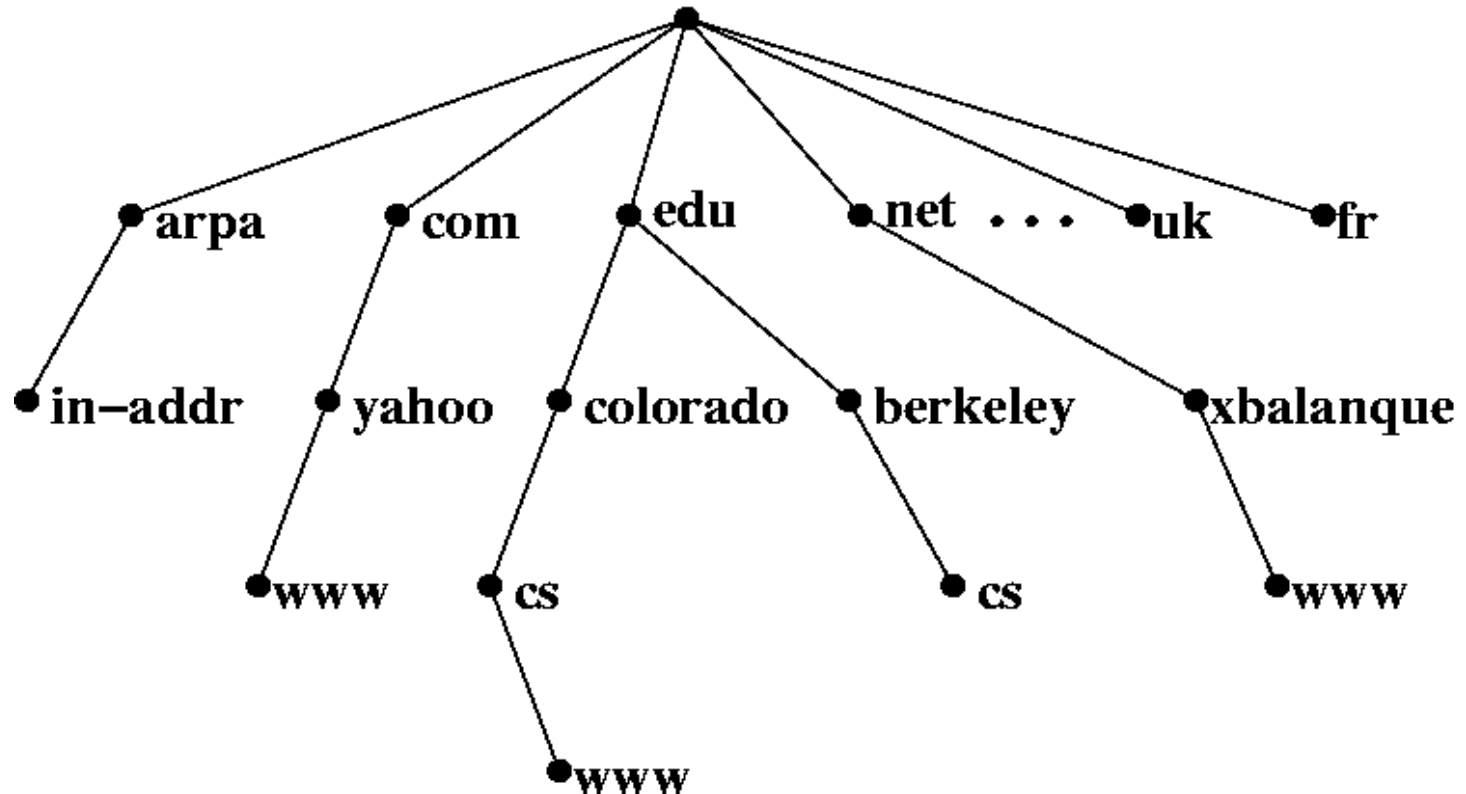 arpa com edu net . . . uk fr
in-addr yahoo colorado berkeley xbalanque
www cs cs www
www